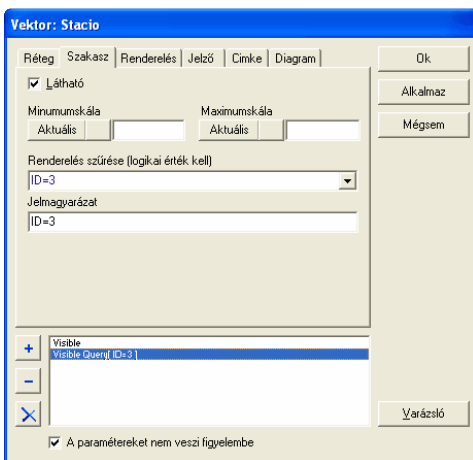 Vektor: Stacio
Réteg Szakasz Renderelés Jelző Cimke Diagram
Ok
Látható
Alkalmaz
Minimumskála Maximumskála
Mégsem
Aktuális Aktuális
Renderelés szűrése (logikai érték kell)
ID=3
Jelmagyarázat
ID=3
Visible
Visible Query[ ID=3 ]
Varázsló
A paramétereket nem veszi figyelembe